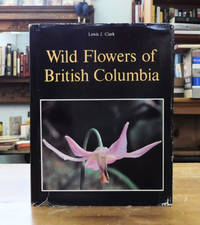 Lewis J. Clark
Wild Flowers of
British Columbia